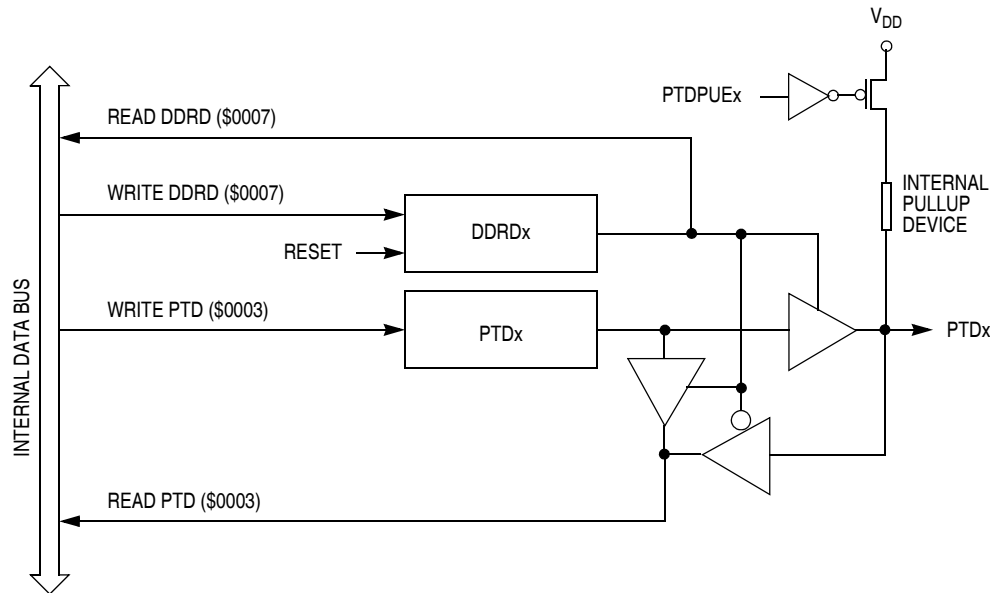 VDD
PTDPUEx
READ DDRD ($0007)
WRITE DDRD ($0007)
INTERNAL
PULLUP
DEVICE
DDRDx
RESET
WRITE PTD ($0003)
PTDx
PTDx
INTERNAL DATA BUS
READ PTD ($0003)